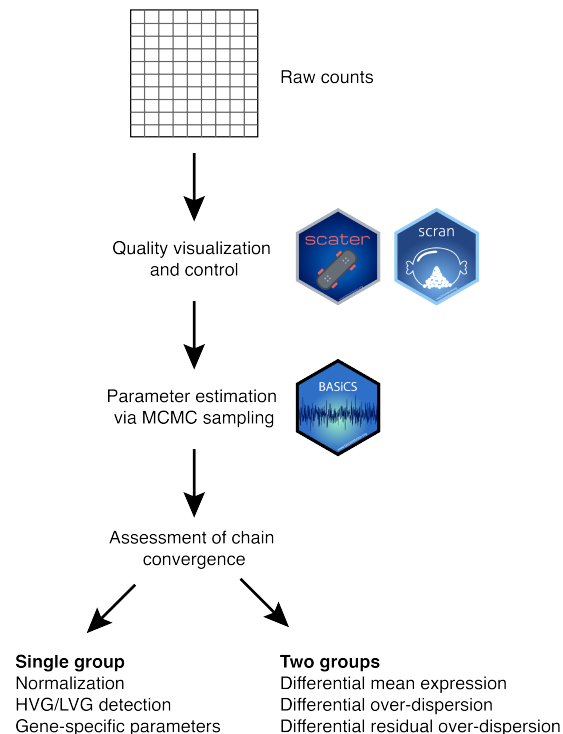 Raw counts
Quality visualization
and control
scater
scran
Parameter estimation
via MCMC sampling
BASiCS
Assessment of chain
convergence
Single group
Normalization
HVG/LVG detection
Gene-specific parameters
Two groups
Differential mean expression
Differential over-dispersion
Differential residual over-dispersion